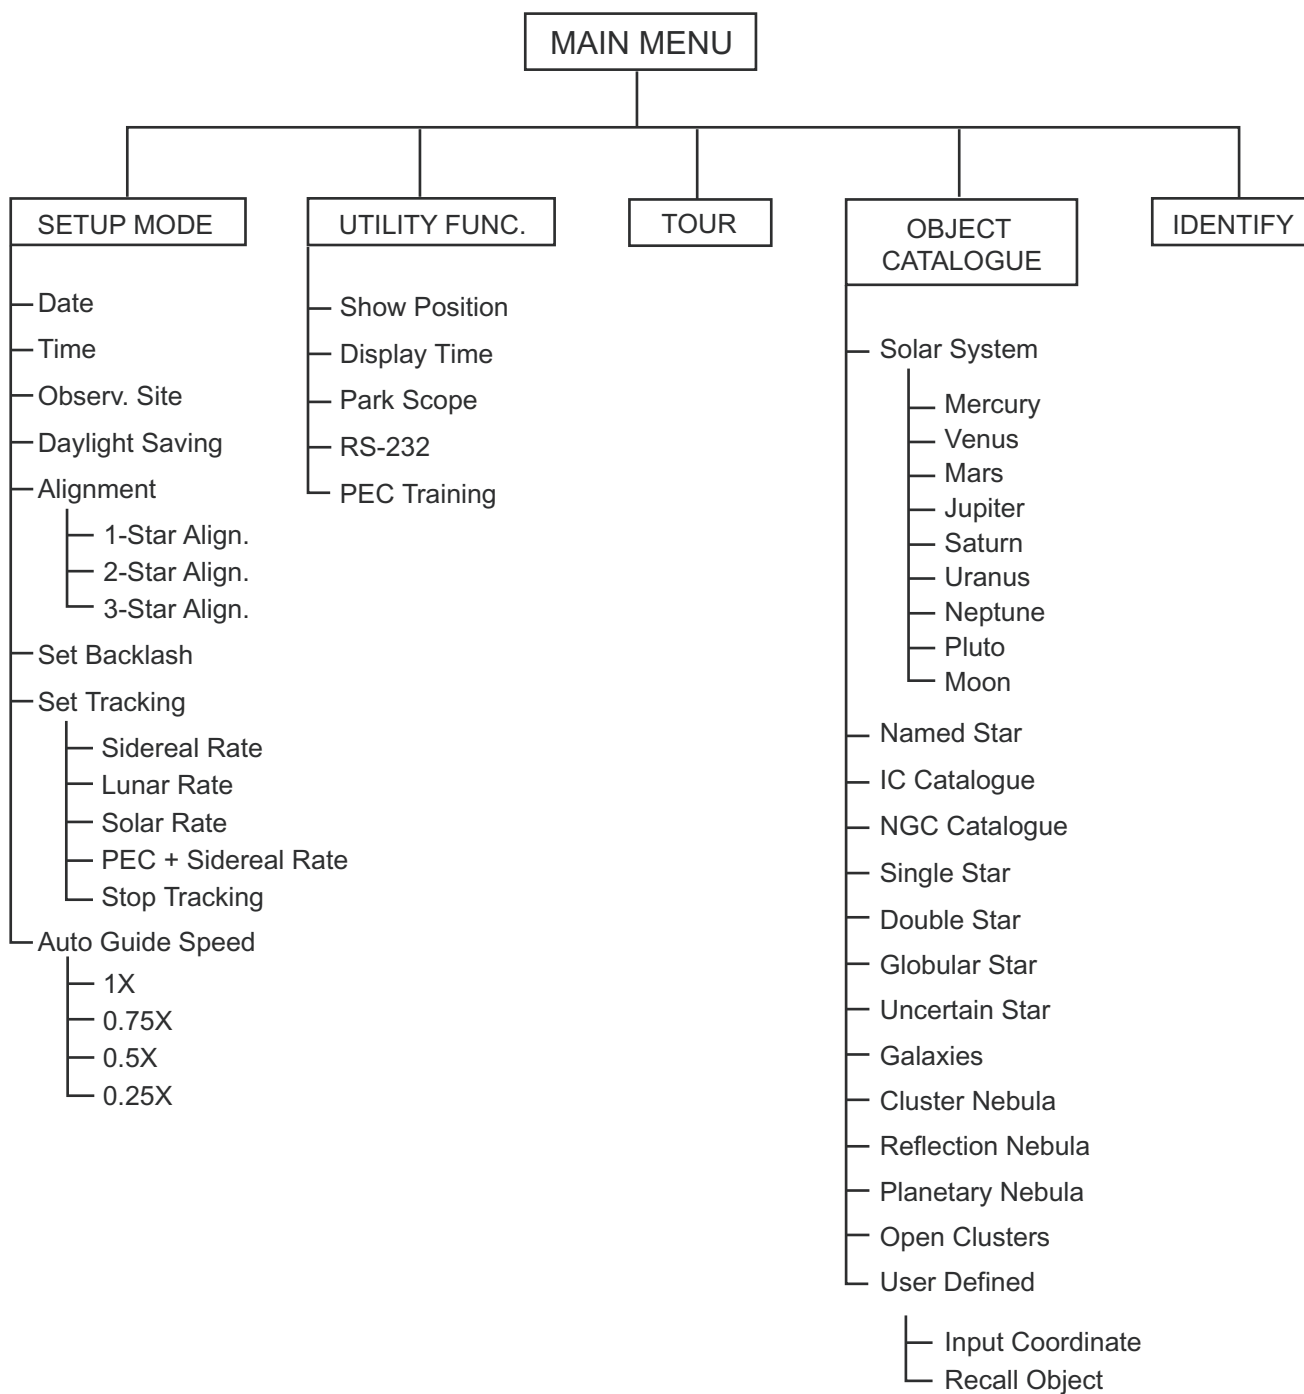 MAIN MENU
SETUP MODE
Date
Time
Observ. Site
Daylight Saving
Alignment
1-Star Align.
2-Star Align.
3-Star Align.
Set Backlash
Set Tracking
Sidereal Rate
Lunar Rate
Solar Rate
PEC + Sidereal Rate
Stop Tracking
Auto Guide Speed
1X
0.75X
0.5X
0.25X
UTILITY FUNC.
Show Position
Display Time
Park Scope
RS-232
PEC Training
TOUR
OBJECT
CATALOGUE
Solar System
Mercury
Venus
Mars
Jupiter
Saturn
Uranus
Neptune
Pluto
Moon
Named Star
IC Catalogue
NGC Catalogue
Single Star
Double Star
Globular Star
Uncertain Star
Galaxies
Cluster Nebula
Reflection Nebula
Planetary Nebula
Open Clusters
User Defined
Input Coordinate
Recall Object
IDENTIFY